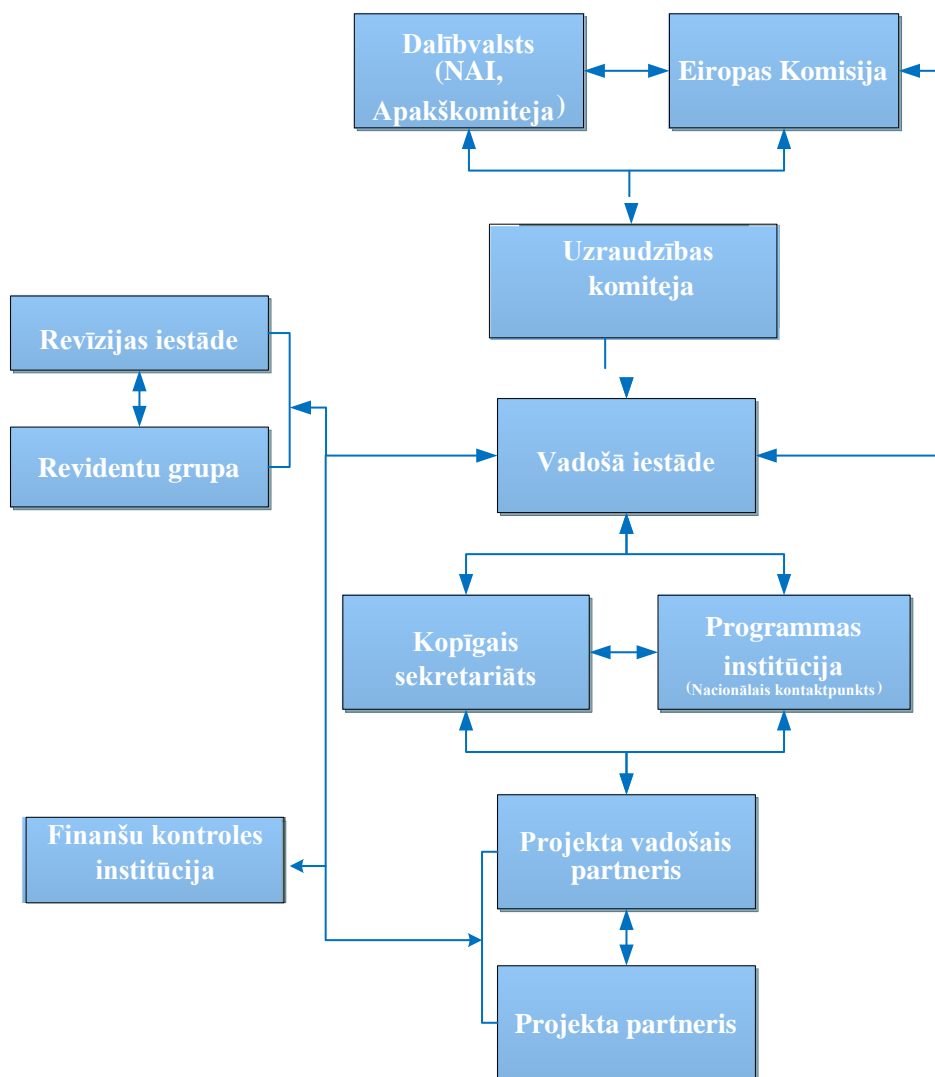 Dalībvalsts
(NAI,
Apakškomiteja)
Eiropas Komisija
Uzraudzības
komiteja
Revīzijas iestāde
Revidentu grupa
Vadošā iestāde
Kopīgais
sekretariāts
Programmas
institūcija
(Nacionālais kontaktpunkts)
Finanšu kontroles
institūcija
Projekta vadošais
partneris
Projekta partneris